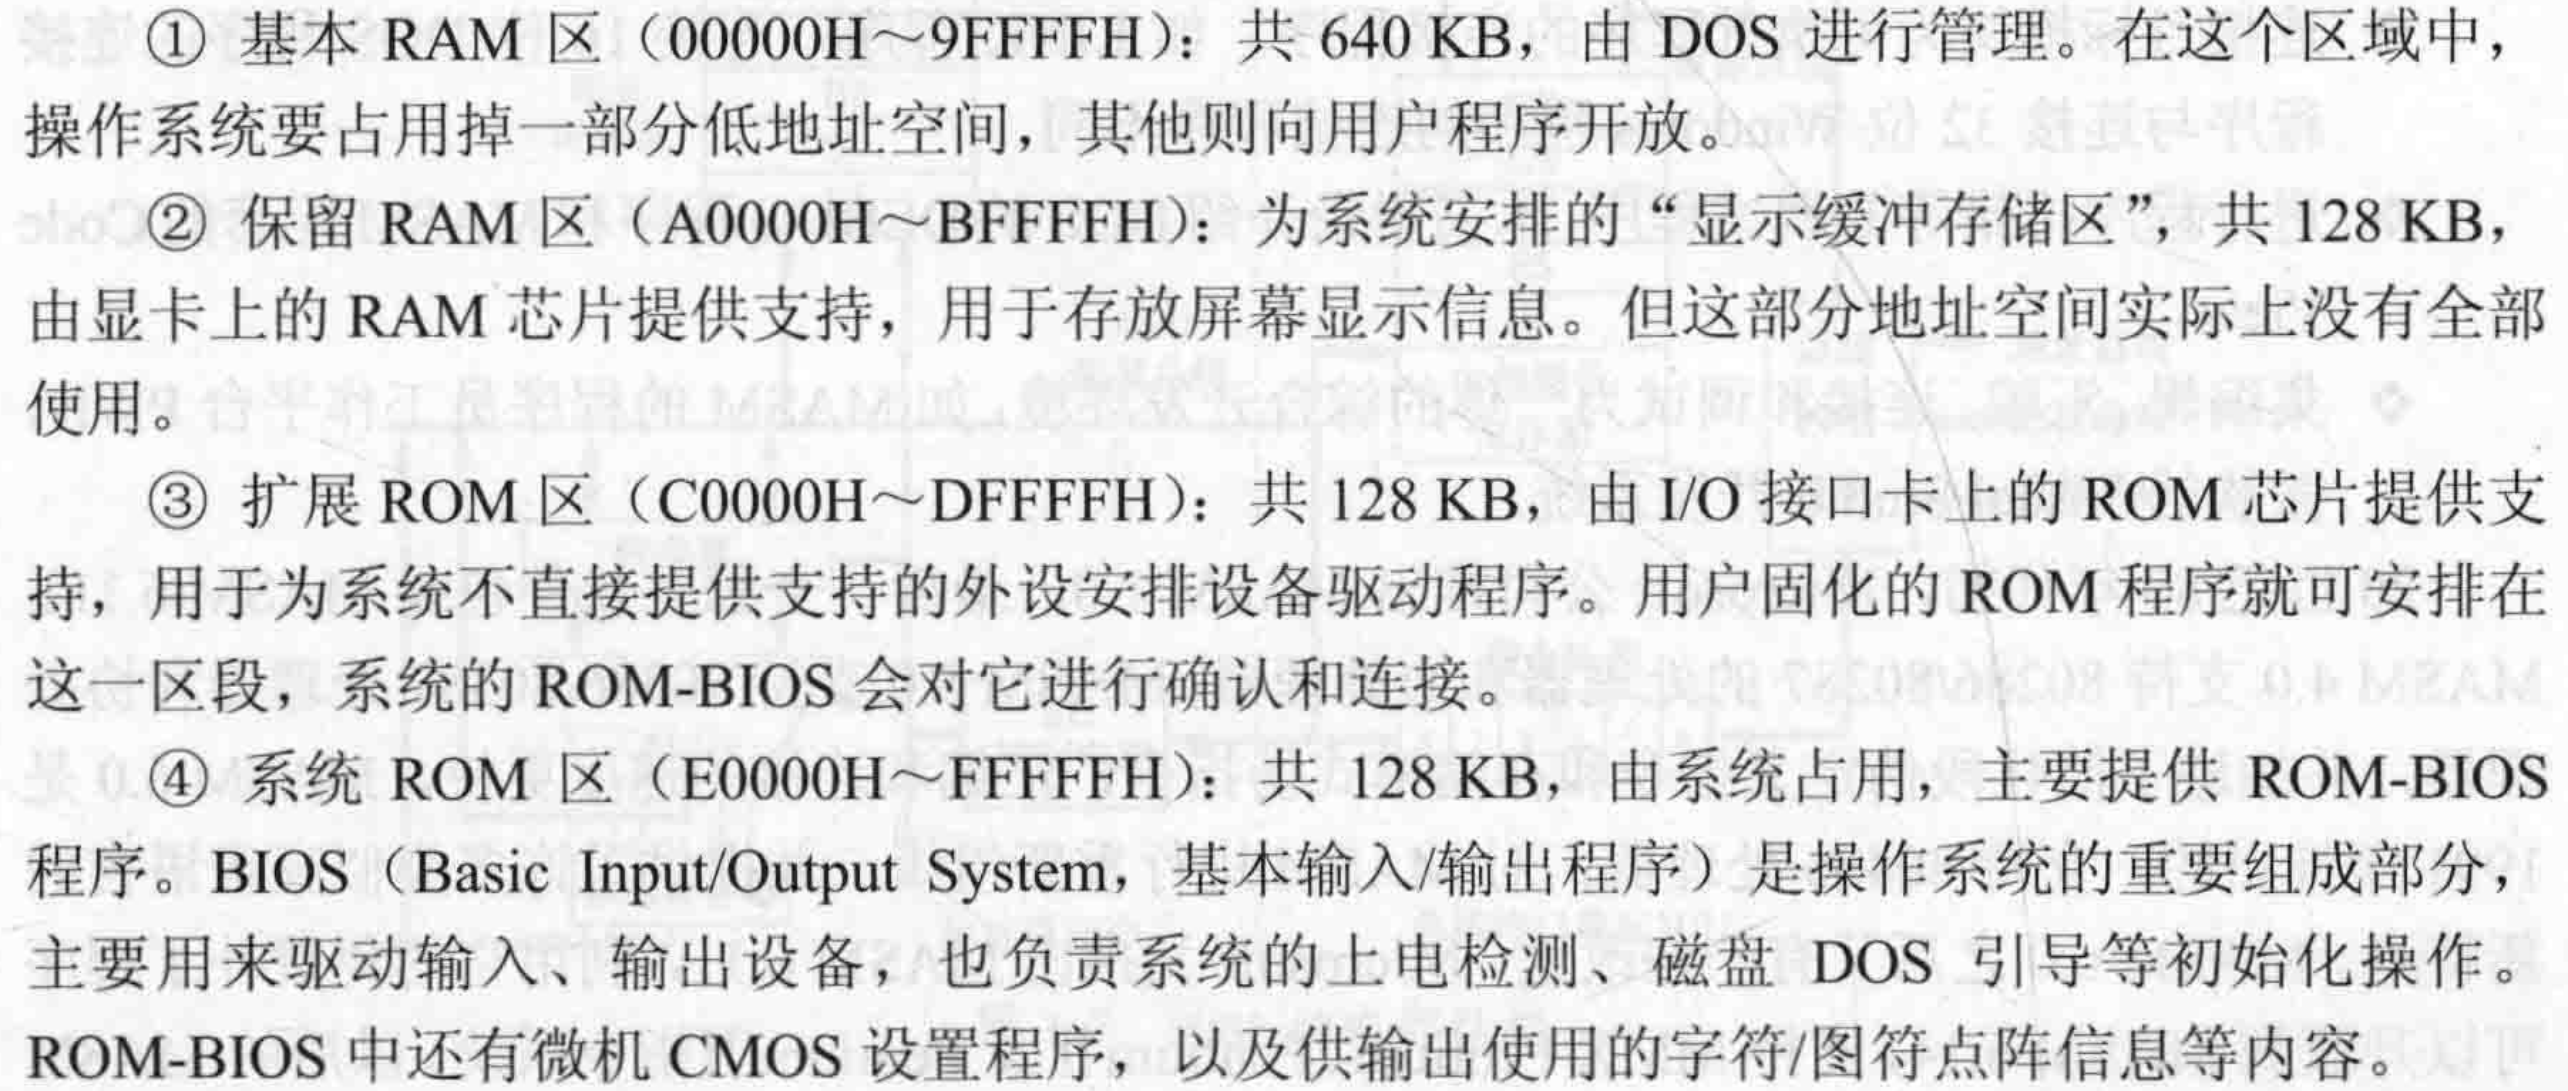 ① 基本 RAM 区（00000H～9FFFFH）：共 640 KB，由 DOS 进行管理。在这个区域中，
操作系统要占用掉一部分低地址空间，其他则向用户程序开放。
② 保留 RAM 区（A0000H～BFFFFH）：为系统安排的“显示缓冲存储区”，共 128 KB，
由显卡上的 RAM 芯片提供支持，用于存放屏幕显示信息。但这部分地址空间实际上没有全部
使用。
③ 扩展 ROM 区（C0000H～DFFFFH）：共 128 KB，由 I/O 接口卡上的 ROM 芯片提供支
持，用于为系统不直接提供支持的外设安排设备驱动程序。用户固化的 ROM 程序就可安排在
这一区段，系统的 ROM-BIOS 会对它进行确认和连接。
④ 系统 ROM 区（E0000H～FFFFFH）：共 128 KB，由系统占用，主要提供 ROM-BIOS
程序。BIOS（Basic Input/Output System，基本输入/输出程序）是操作系统的重要组成部分，
主要用来驱动输入、输出设备，也负责系统的上电检测、磁盘 DOS 引导等初始化操作。
ROM-BIOS 中还有微机 CMOS 设置程序，以及供输出使用的字符/图符点阵信息等内容。